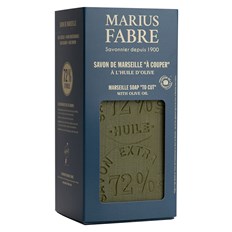 MARIUS
FABRE
Savonnier depuis 1900
SAVON DE MARSEILLE "À COUPER"
À L'HUILE D'OLIVE
MARSEILLE SOAP "TO CUT"
WITH OLIVE OIL
72%
HUILE
EXTRA
SAVON
72%